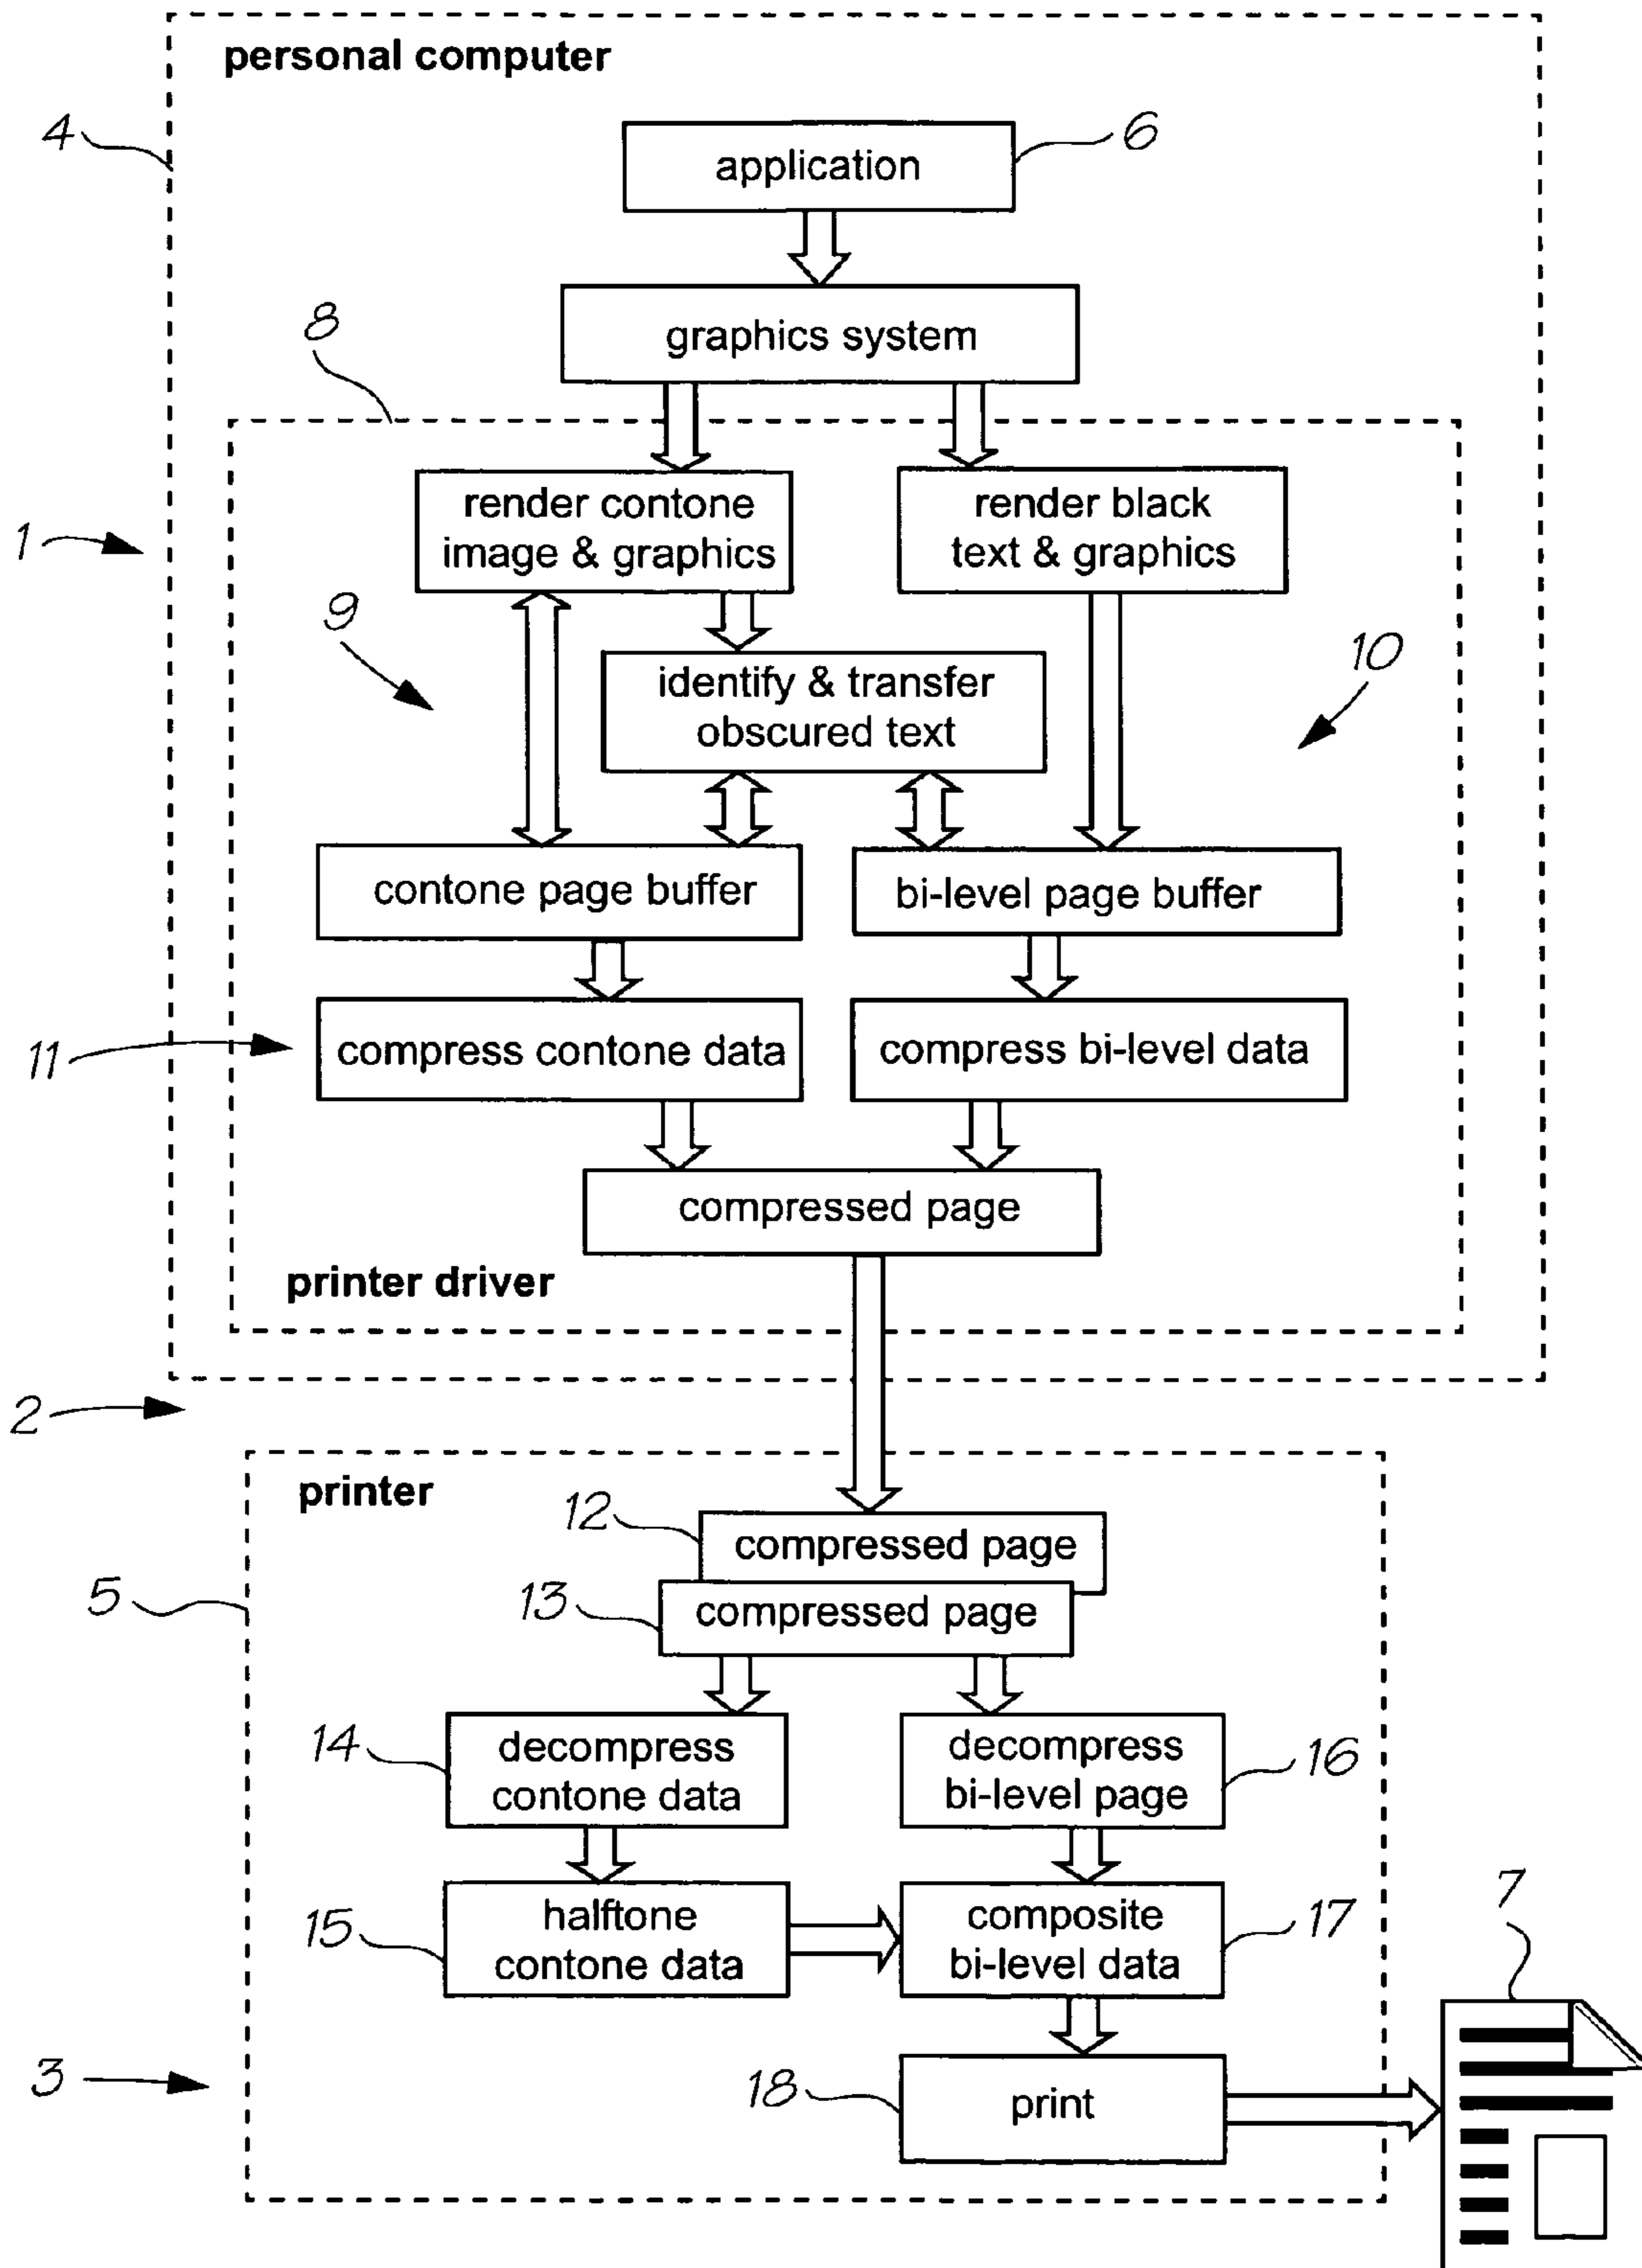 personal computer
4
6
application
graphics system
8
render contone
image & graphics
render black
text & graphics
1
9
10
identify & transfer
obscured text
contone page buffer
bi-level page buffer
11
compress contone data
compress bi-level data
compressed page
printer driver
2
printer
12
compressed page
5
13
compressed page
14
decompress
contone data
decompress
bi-level page
16
15
halftone
contone data
composite
bi-level data
17
7
3
18
print